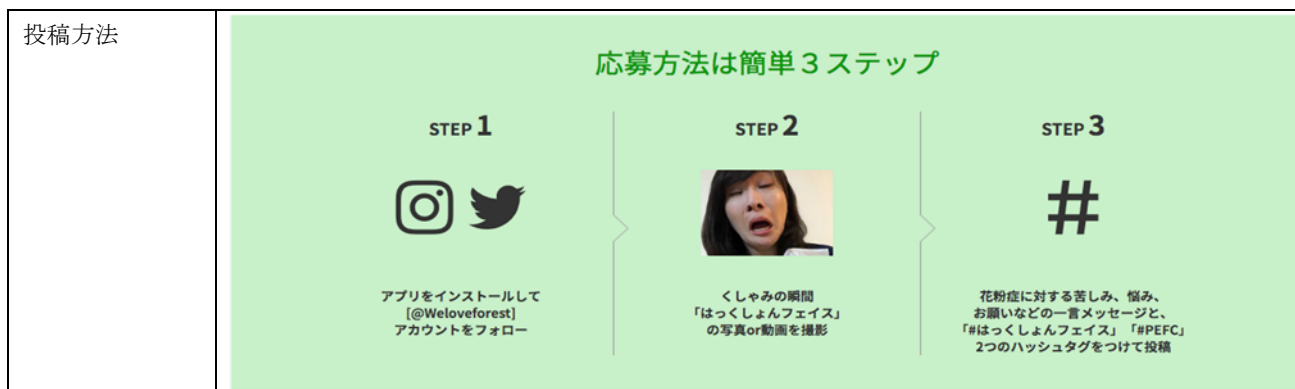 投稿方法
応募方法は簡単３ステップ
STEP 1
アプリをインストールして
[@Weloveforest]
アカウントをフォロー
STEP 2
くしゃみの瞬間
「はっくしょんフェイス」
の写真or動画を撮影
STEP 3
#
花粉症に対する苦しみ、悩み、
お願いなどの一言メッセージと、
「#はっくしょんフェイス」「#PEFC」
2つのハッシュタグをつけて投稿